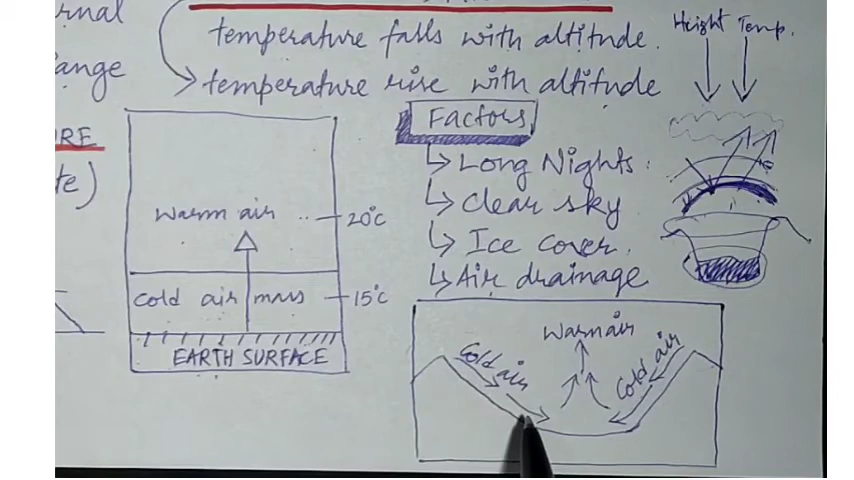 rnal
ange
RE
te)
temperature falls with altitude.
temperature rise with altitude
Height Temp.
Factors
Long Nights.
Clear sky
Ice cover.
Air drainage
Warm air
20°C
Cold air mass
15°C
EARTH SURFACE
Warm air
Cold air
Cold air